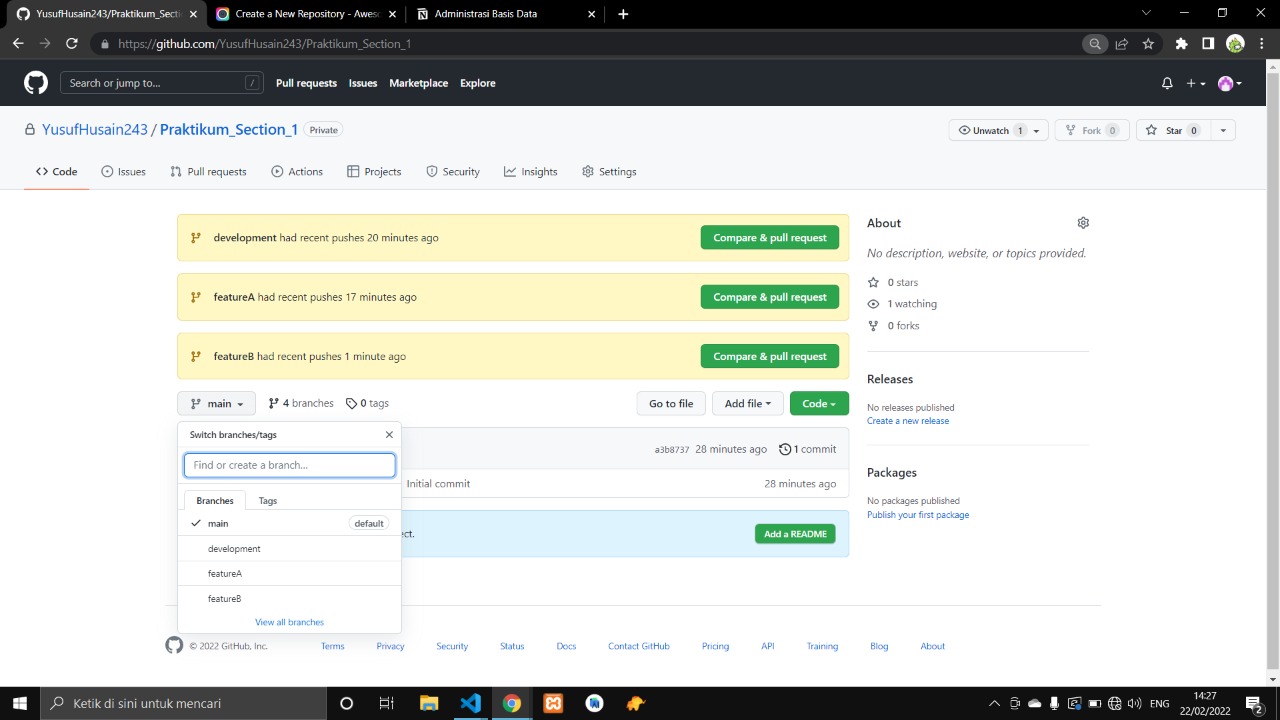 YusufHusain243/Praktikum_Secti
Create a New Repository - Aweso
Administrasi Basis Data
https://github.com/YusufHusain243/Praktikum_Section_1
Search or jump to... /
Pull requests Issues Marketplace Explore
YusufHusain243 / Praktikum_Section_1 Private
Unwatch 1 Fork 0 Star 0
Code Issues Pull requests Actions Projects Security Insights Settings
development had recent pushes 20 minutes ago Compare & pull request
featureA had recent pushes 17 minutes ago Compare & pull request
featureB had recent pushes 1 minute ago Compare & pull request
main 4 branches 0 tags Go to file Add file Code
Switch branches/tags
Find or create a branch...
Branches Tags
main default
development
featureA
featureB
View all branches
a3b8737 28 minutes ago 1 commit
Initial commit 28 minutes ago
ect. Add a README
About
No description, website, or topics provided.
0 stars
1 watching
0 forks
Releases
No releases published
Create a new release
Packages
No packages published
Publish your first package
© 2022 GitHub, Inc. Terms Privacy Security Status Docs Contact GitHub Pricing API Training Blog About
Ketik di sini untuk mencari
ENG
14:27
22/02/2022
2